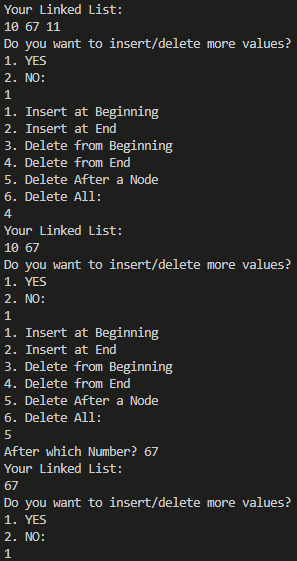 Your Linked List:
10 67 11
Do you want to insert/delete more values?
1. YES
2. NO:
1
1. Insert at Beginning
2. Insert at End
3. Delete from Beginning
4. Delete from End
5. Delete After a Node
6. Delete All:
4
Your Linked List:
10 67
Do you want to insert/delete more values?
1. YES
2. NO:
1
1. Insert at Beginning
2. Insert at End
3. Delete from Beginning
4. Delete from End
5. Delete After a Node
6. Delete All:
5
After which Number? 67
Your Linked List:
67
Do you want to insert/delete more values?
1. YES
2. NO:
1